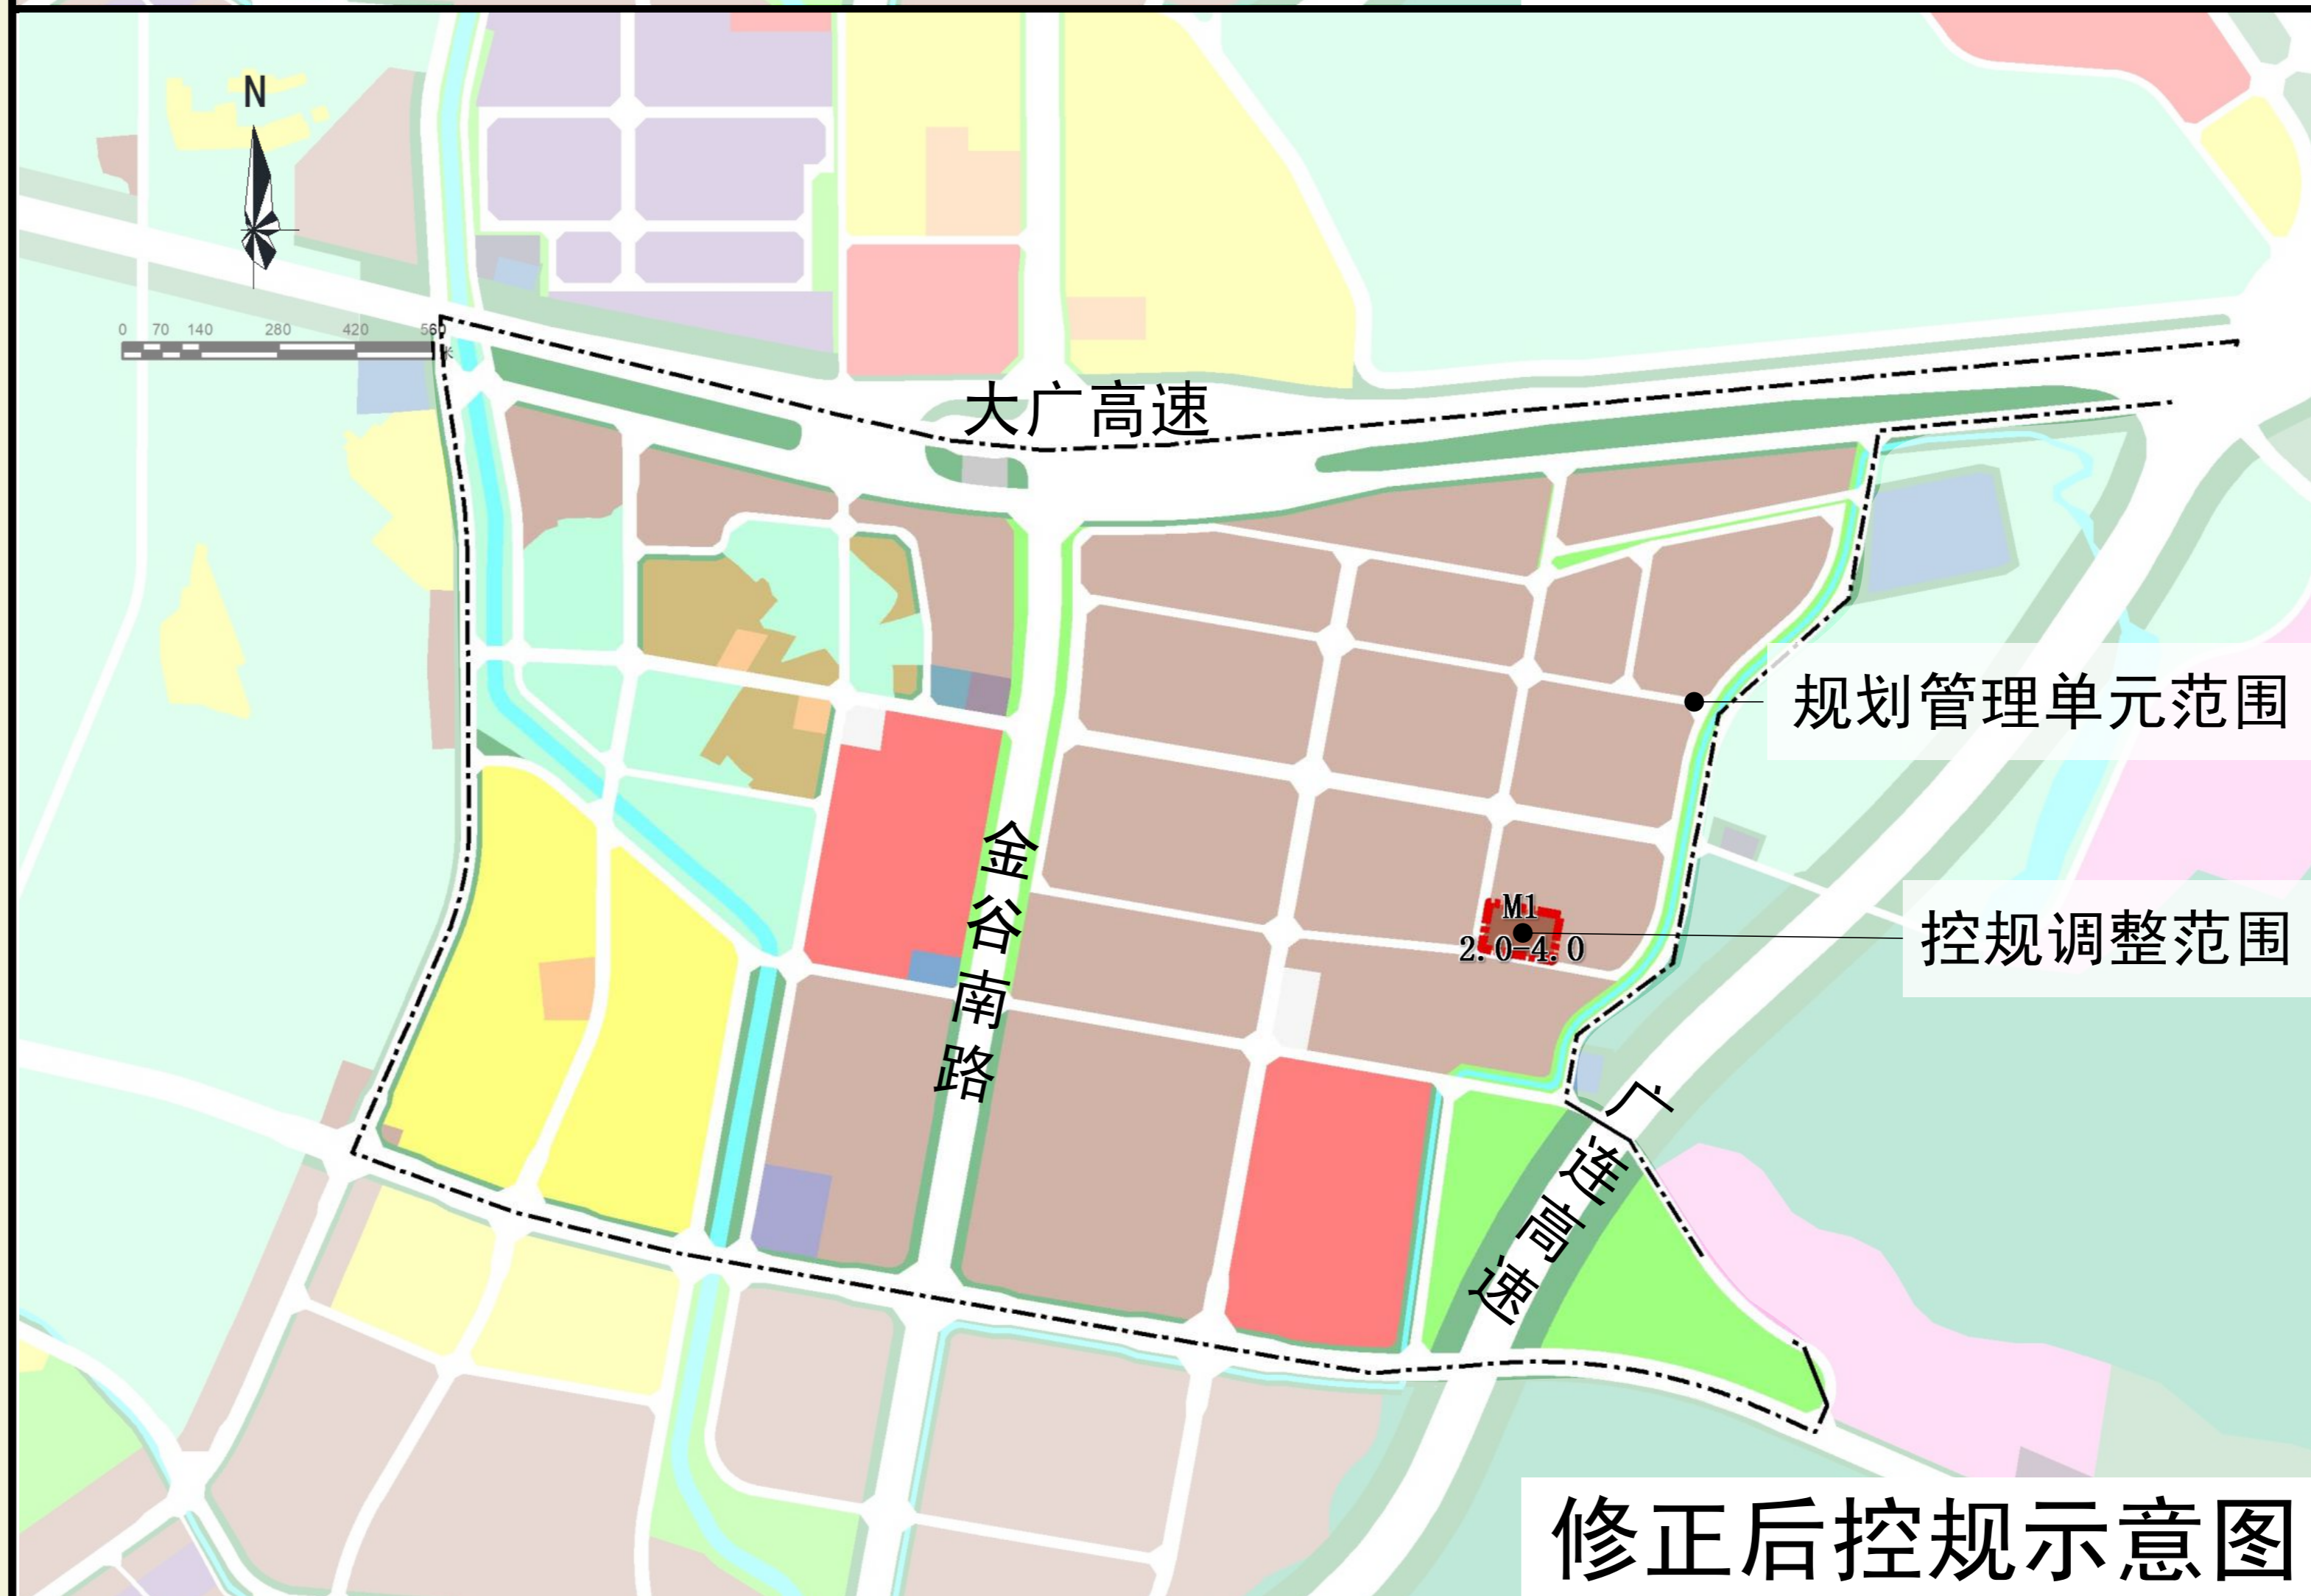 N
0 70 140 280 420 560
米
大广高速
规划管理单元范围
金谷南路
M1
2.0-4.0
控规调整范围
广连高速
修正后控规示意图